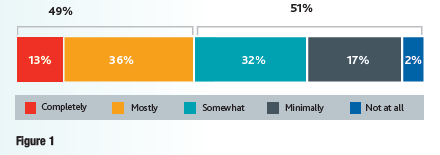 49% 51%
13% 36% 32% 17% 2%
Completely Mostly Somewhat Minimally Not at all
Figure 1